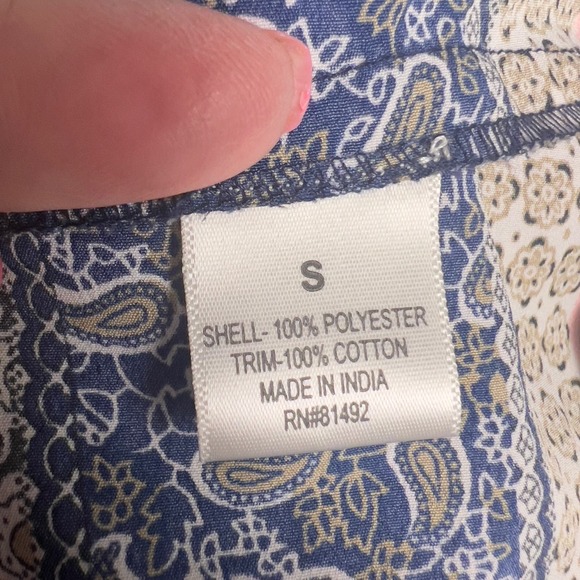 S
SHELL- 100% POLYESTER
TRIM-100% COTTON
MADE IN INDIA
RN#81492